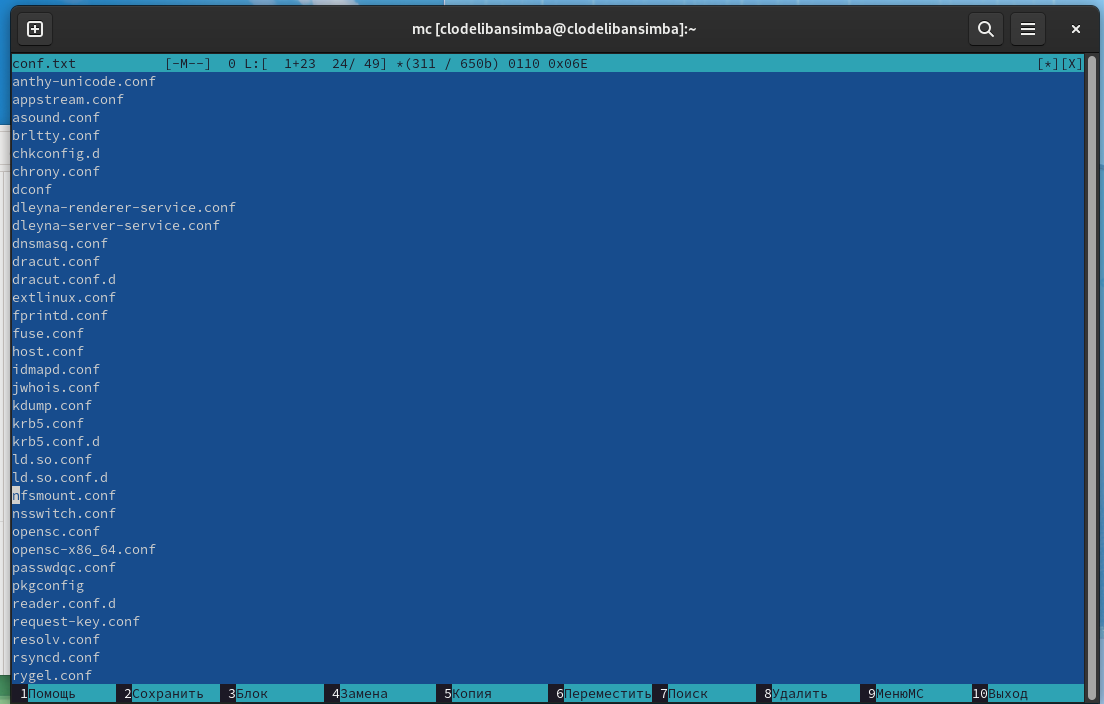 mc [clodelibansimba@clodelibansimba]:~
conf.txt [-M--] 0 L:[ 1+23 24/ 49] *(311 / 650b) 0110 0x06E [*][X]
anthy-unicode.conf
appstream.conf
asound.conf
brltty.conf
chkconfig.d
chrony.conf
dconf
dleyna-renderer-service.conf
dleyna-server-service.conf
dnsmasq.conf
dracut.conf
dracut.conf.d
extlinux.conf
fprintd.conf
fuse.conf
host.conf
idmapd.conf
jwhois.conf
kdump.conf
krb5.conf
krb5.conf.d
ld.so.conf
ld.so.conf.d
nfsmount.conf
nsswitch.conf
opensc.conf
opensc-x86_64.conf
passwdqc.conf
pkgconfig
reader.conf.d
request-key.conf
resolv.conf
rsyncd.conf
rygel.conf
1Помощь 2Сохранить 3Блок 4Замена 5Копия 6Переместить 7Поиск 8Удалить 9МенюMC 10Выход